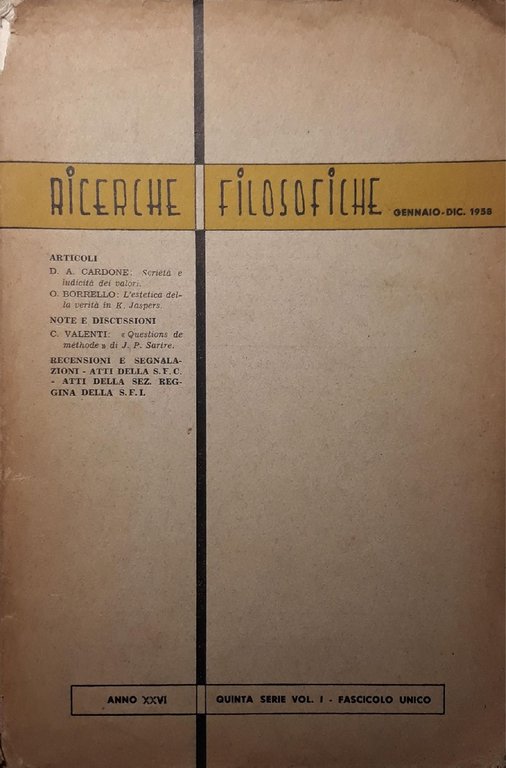 RICERCHE FILOSOFICHE GENNAIO-DIC. 1958
ARTICOLI
D. A. CARDONE: Serietà e
ludicità dei valori.
O. BORRELLO: L'estetica del-
la verità in K. Jaspers.
NOTE E DISCUSSIONI
C. VALENTI: «Questions de
méthode» di J. P. Sartre.
RECENSIONI E SEGNALA-
ZIONI - ATTI DELLA S. F. C.
- ATTI DELLA SEZ. REG-
GINA DELLA S. F. I.
ANNO XXVI QUINTA SERIE VOL. I - FASCICOLO UNICO